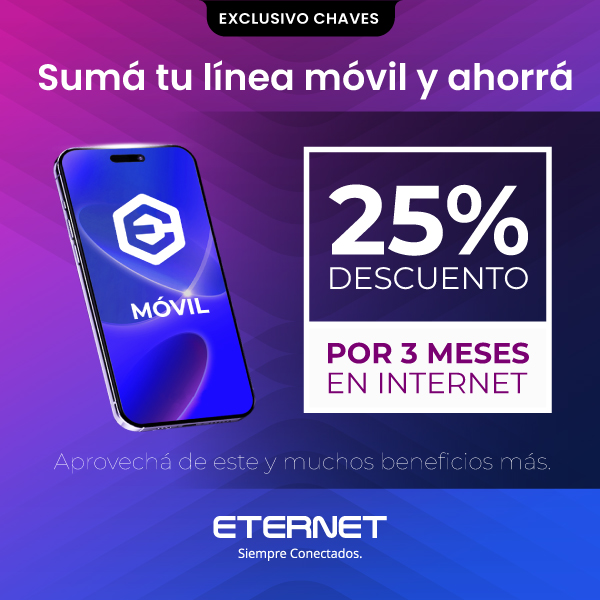 EXCLUSIVO CHAVES
Sumá tu línea móvil y ahorrá
MÓVIL
25%
DESCUENTO
POR 3 MESES
EN INTERNET
Aprovechá de este y muchos beneficios más.
ETERNET
Siempre Conectados.